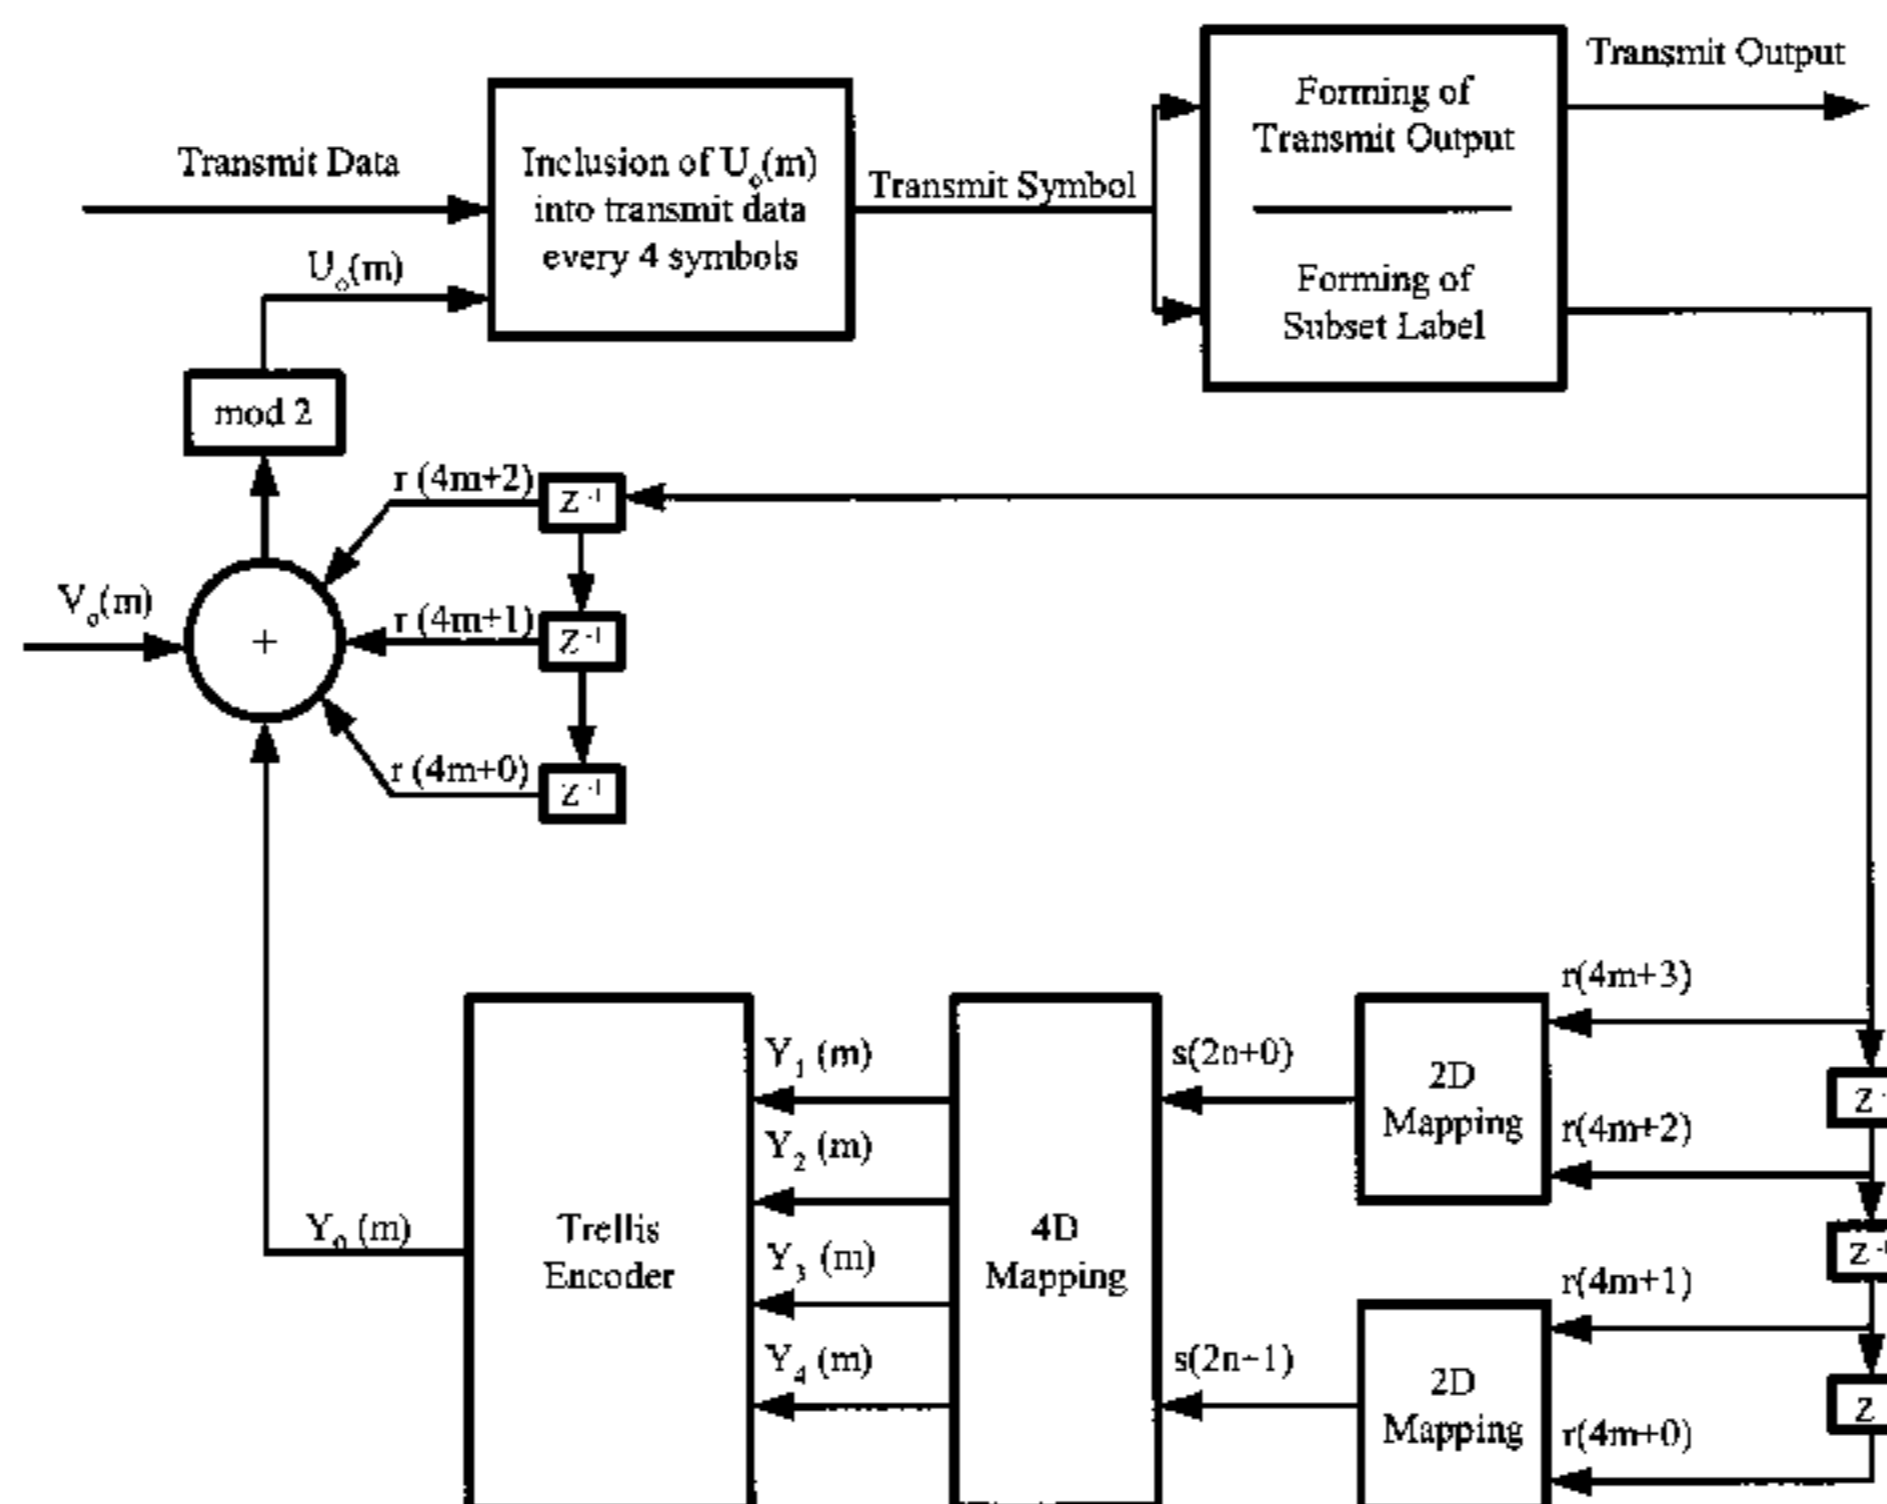 Transmit Output
Forming of
Transmit Output
Forming of
Subset Label
Transmit Data
Inclusion of U₀(m)
into transmit data
every 4 symbols
Transmit Symbol
U₀(m)
mod 2
r (4m+2)
Z⁻¹
V₀(m)
+
r (4m+1)
Z⁻¹
r (4m+0)
Z⁻¹
r(4m+3)
Y₁ (m)
s(2n+0)
2D
Mapping
Z
r(4m+2)
Y₂ (m)
Y₀ (m)
Trellis
Encoder
4D
Mapping
Z
Y₃ (m)
r(4m+1)
Y₄ (m)
s(2n-1)
2D
Mapping
Z
r(4m+0)